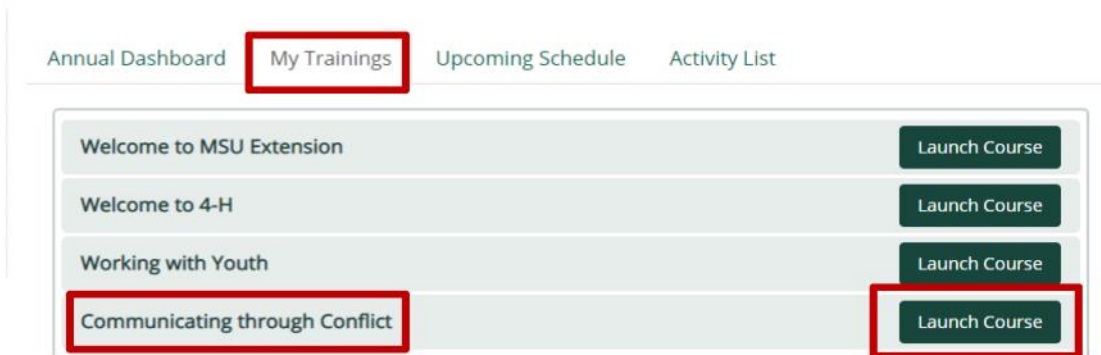 Annual Dashboard My Trainings Upcoming Schedule Activity List
Welcome to MSU Extension Launch Course
Welcome to 4-H Launch Course
Working with Youth Launch Course
Communicating through Conflict Launch Course